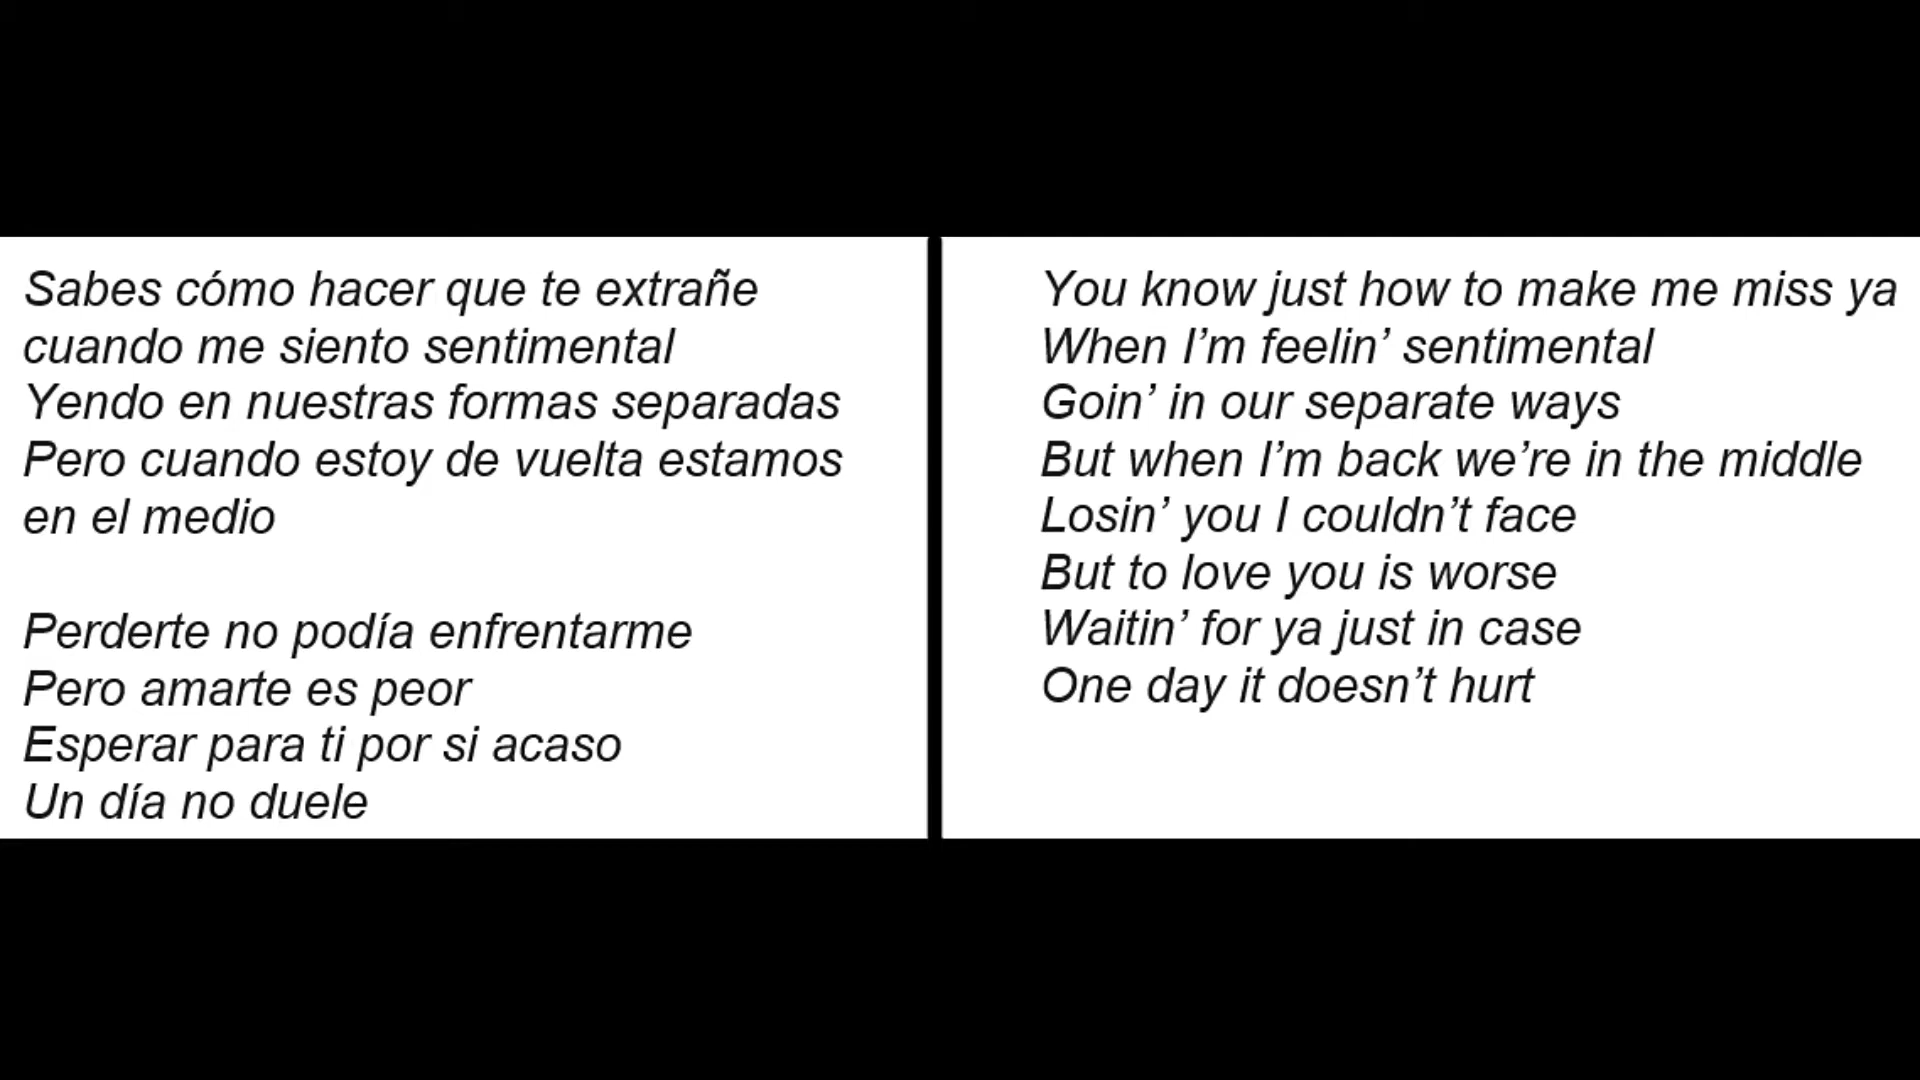 Sabes cómo hacer que te extrañe
cuando me siento sentimental
Yendo en nuestras formas separadas
Pero cuando estoy de vuelta estamos
en el medio
Perderte no podía enfrentarme
Pero amarte es peor
Esperar para ti por si acaso
Un día no duele
You know just how to make me miss ya
When I’m feelin’ sentimental
Goin’ in our separate ways
But when I’m back we’re in the middle
Losin’ you I couldn’t face
But to love you is worse
Waitin’ for ya just in case
One day it doesn’t hurt